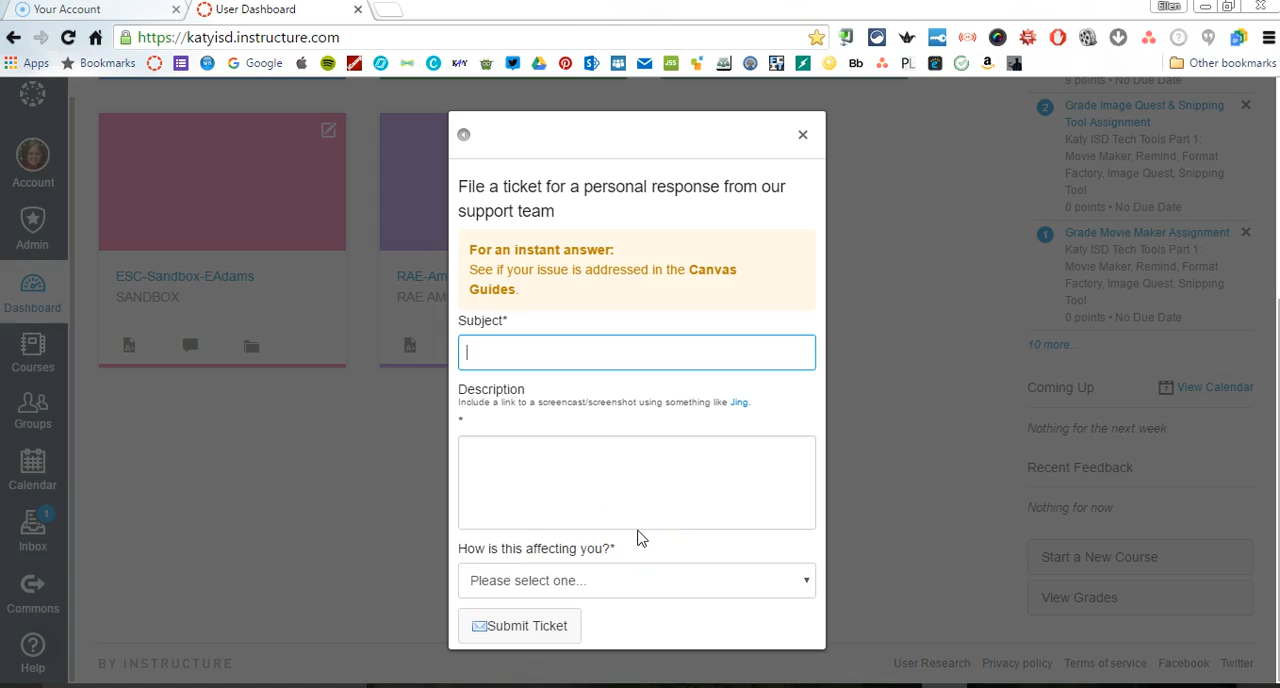 Your Account
User Dashboard
Ellen
https://katyisd.instructure.com
Apps
Bookmarks
Google
Other bookmarks
Account
Admin
Dashboard
Courses
Groups
Calendar
1
Inbox
Commons
Help
ESC-Sandbox-EAdams
SANDBOX
RAE-Am
RAE AM
File a ticket for a personal response from our
support team
For an instant answer:
See if your issue is addressed in the Canvas
Guides.
Subject*
Description
Include a link to a screencast/screenshot using something like Jing.
*
How is this affecting you?*
Please select one...
Submit Ticket
9 points • No Due Date
2
Grade Image Quest & Snipping
Tool Assignment
Katy ISD Tech Tools Part 1:
Movie Maker, Remind, Format
Factory, Image Quest, Snipping
Tool
0 points • No Due Date
1
Grade Movie Maker Assignment
Katy ISD Tech Tools Part 1:
Movie Maker, Remind, Format
Factory, Image Quest, Snipping
Tool
0 points • No Due Date
10 more...
Coming Up
View Calendar
Nothing for the next week
Recent Feedback
Nothing for now
Start a New Course
View Grades
BY INSTRUCTURE
User Research
Privacy policy
Terms of service
Facebook
Twitter